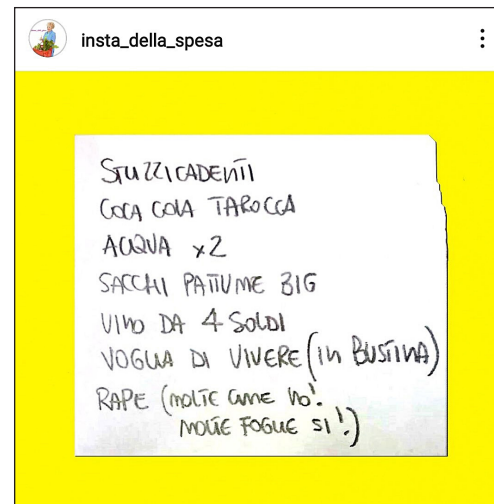 insta_della_spesa
STUZZICADENTI
COCA COLA TAROCCA
ACQUA x2
SACCHI PATTUME BIG
VINO DA 4 SOLDI
VOGLIA DI VIVERE (in BUSTINA)
RAPE (MOLTE CIME NO!
MOLTE FOGLIE SI!)